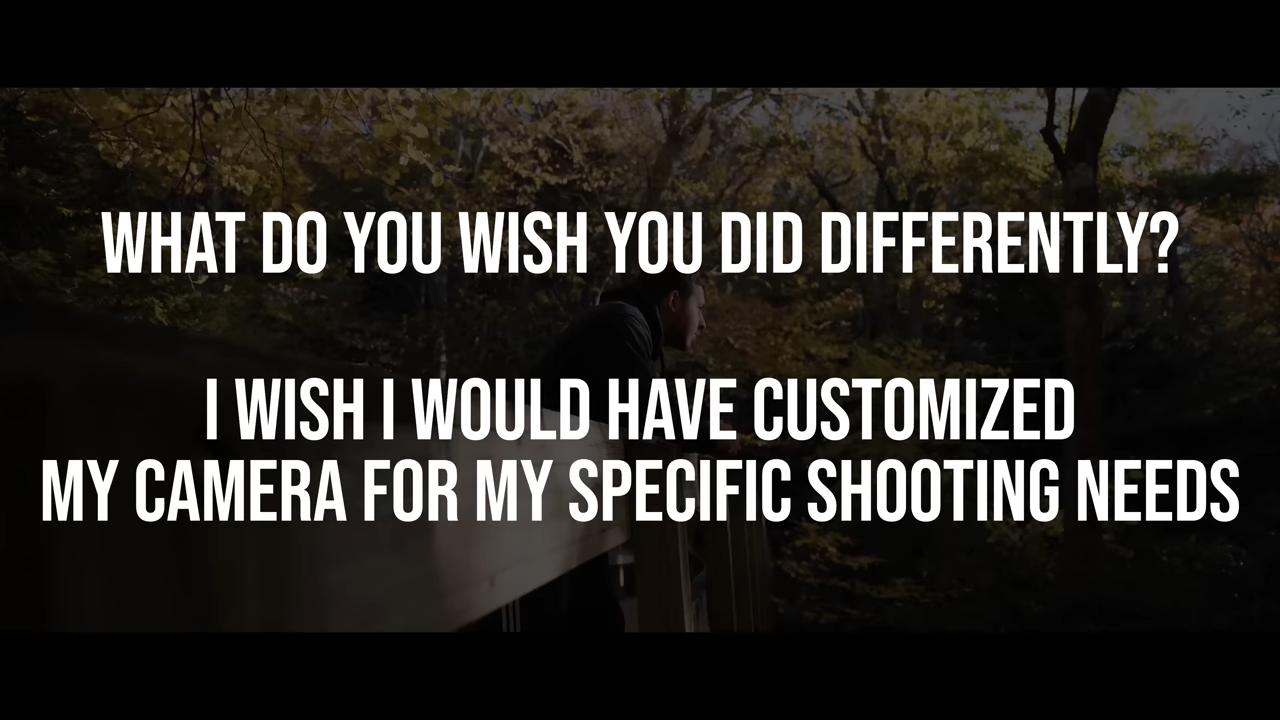 WHAT DO YOU WISH YOU DID DIFFERENTLY?
I WISH I WOULD HAVE CUSTOMIZED
MY CAMERA FOR MY SPECIFIC SHOOTING NEEDS